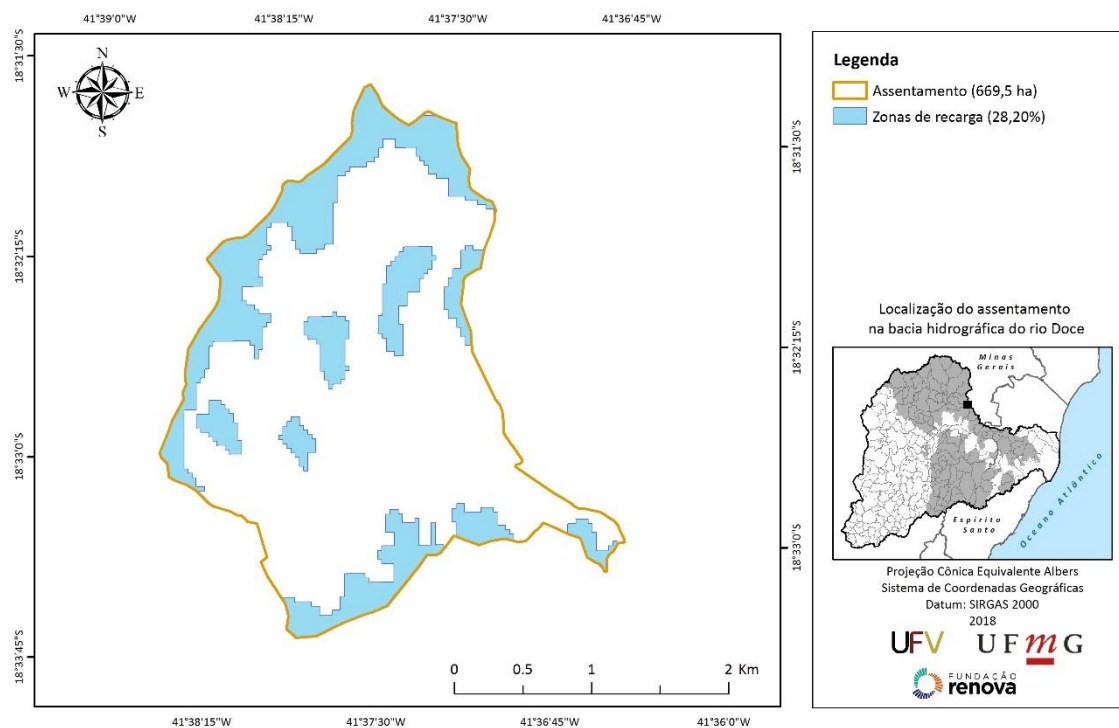 41°39'0"W
41°38'15"W
41°37'30"W
41°36'45"W
18°31'30"S
18°32'15"S
18°33'0"S
18°33'45"S
N
W
E
S
18°31'30"S
18°32'15"S
18°33'0"S
0
0.5
1
2 Km
41°38'15"W
41°37'30"W
41°36'45"W
41°36'0"W
Legenda
Assentamento (669,5 ha)
Zonas de recarga (28,20%)
Localização do assentamento
na bacia hidrográfica do rio Doce
Minas
Gerais
Espírito
Santo
Oceano Atlântico
Projeção Cônica Equivalente Albers
Sistema de Coordenadas Geográficas
Datum: SIRGAS 2000
2018
UFV
UFmG
FUNDAÇÃO
renova